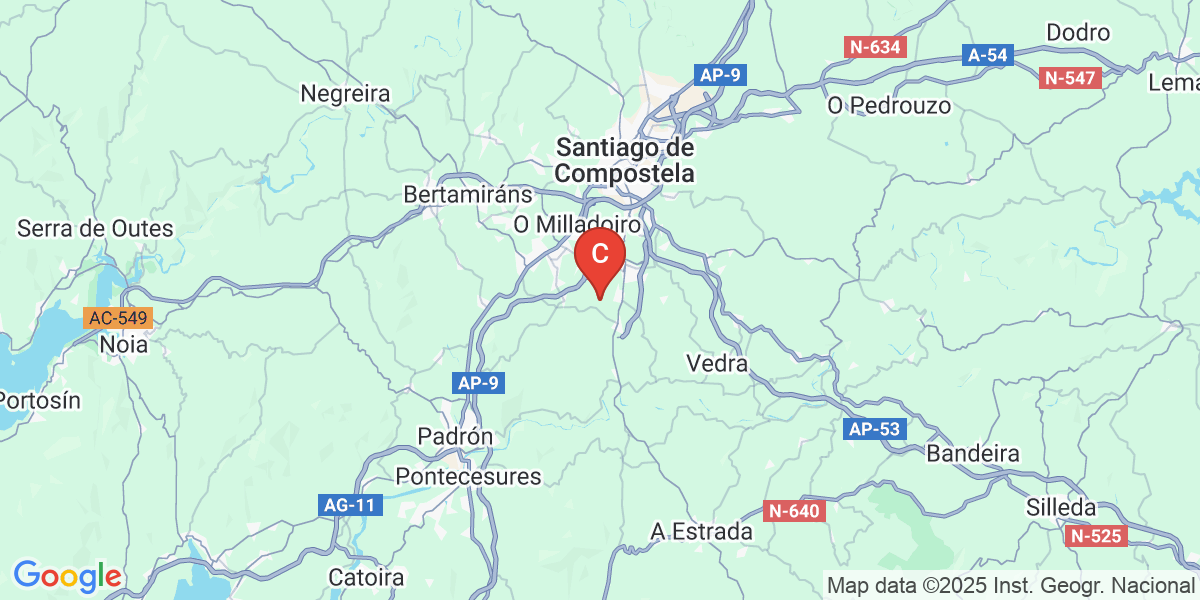 Dodro
N-634
A-54
AP-9
N-547
Lema
Negreira
O Pedrouzo
Santiago de
Compostela
Bertamiráns
O Milladoiro
Serra de Outes
C
AC-549
Noia
Vedra
AP-9
Portosín
AP-53
Padrón
Bandeira
Pontecesures
AG-11
N-640
Silleda
A Estrada
N-525
Google
Catoira
Map data ©2025 Inst. Geogr. Nacional